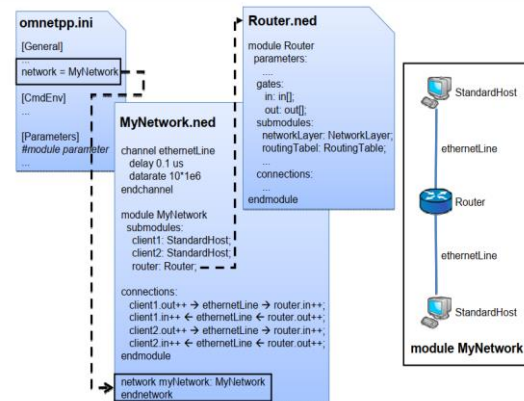 omnetpp.ini
[General]
...
network = MyNetwork
[CmdEnv]
...
[Parameters]
#module parameter
...
MyNetwork.ned
channel ethernetLine
delay 0.1 us
datarate 10*1e6
endchannel
module MyNetwork
submodules:
client1: StandardHost;
client2: StandardHost;
router: Router;
connections:
client1.out++ → ethernetLine → router.in++;
client1.in++ ← ethernetLine ← router.out++;
client2.out++ → ethernetLine → router.in++;
client2.in++ ← ethernetLine ← router.out++;
endmodule
network myNetwork: MyNetwork
endnetwork
Router.ned
module Router
parameters:
....
gates:
in: in[];
out: out[];
submodules:
networkLayer: NetworkLayer;
routingTabel: RoutingTable;
...
connections:
...
endmodule
StandardHost
ethernetLine
Router
ethernetLine
StandardHost
module MyNetwork